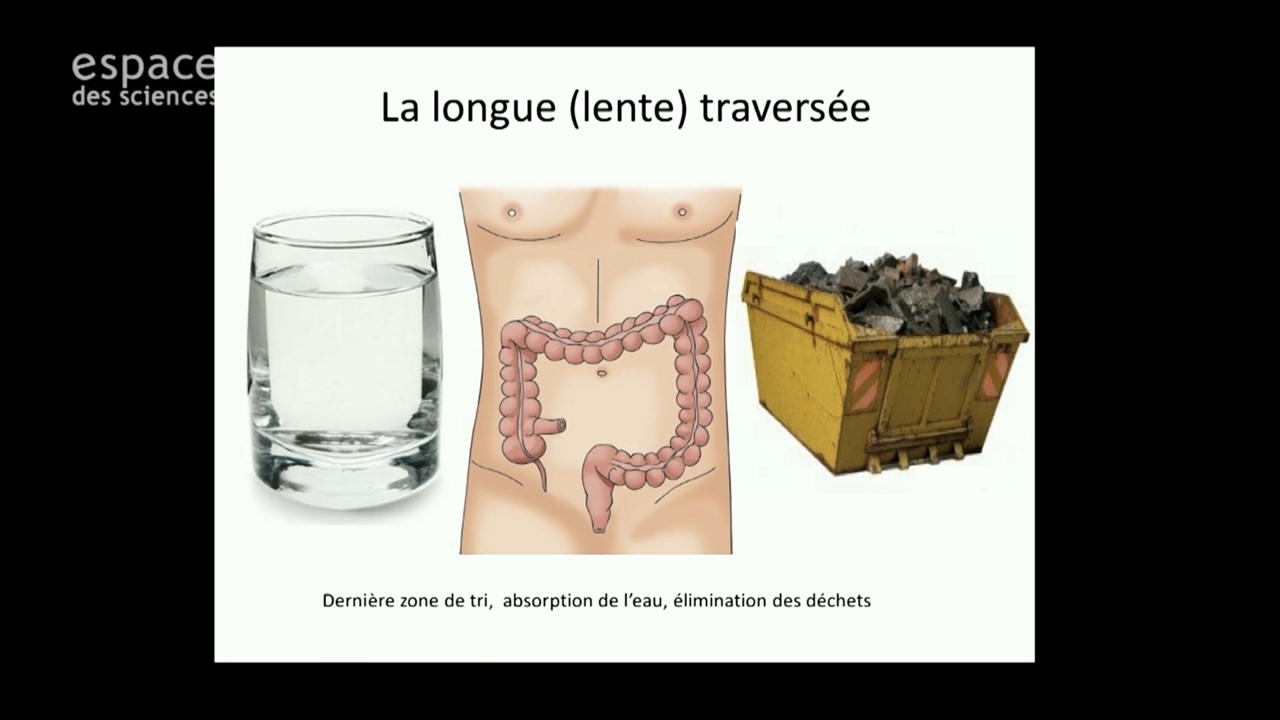 espace
des sciences
La longue (lente) traversée
Dernière zone de tri,  absorption de l’eau, élimination des déchets